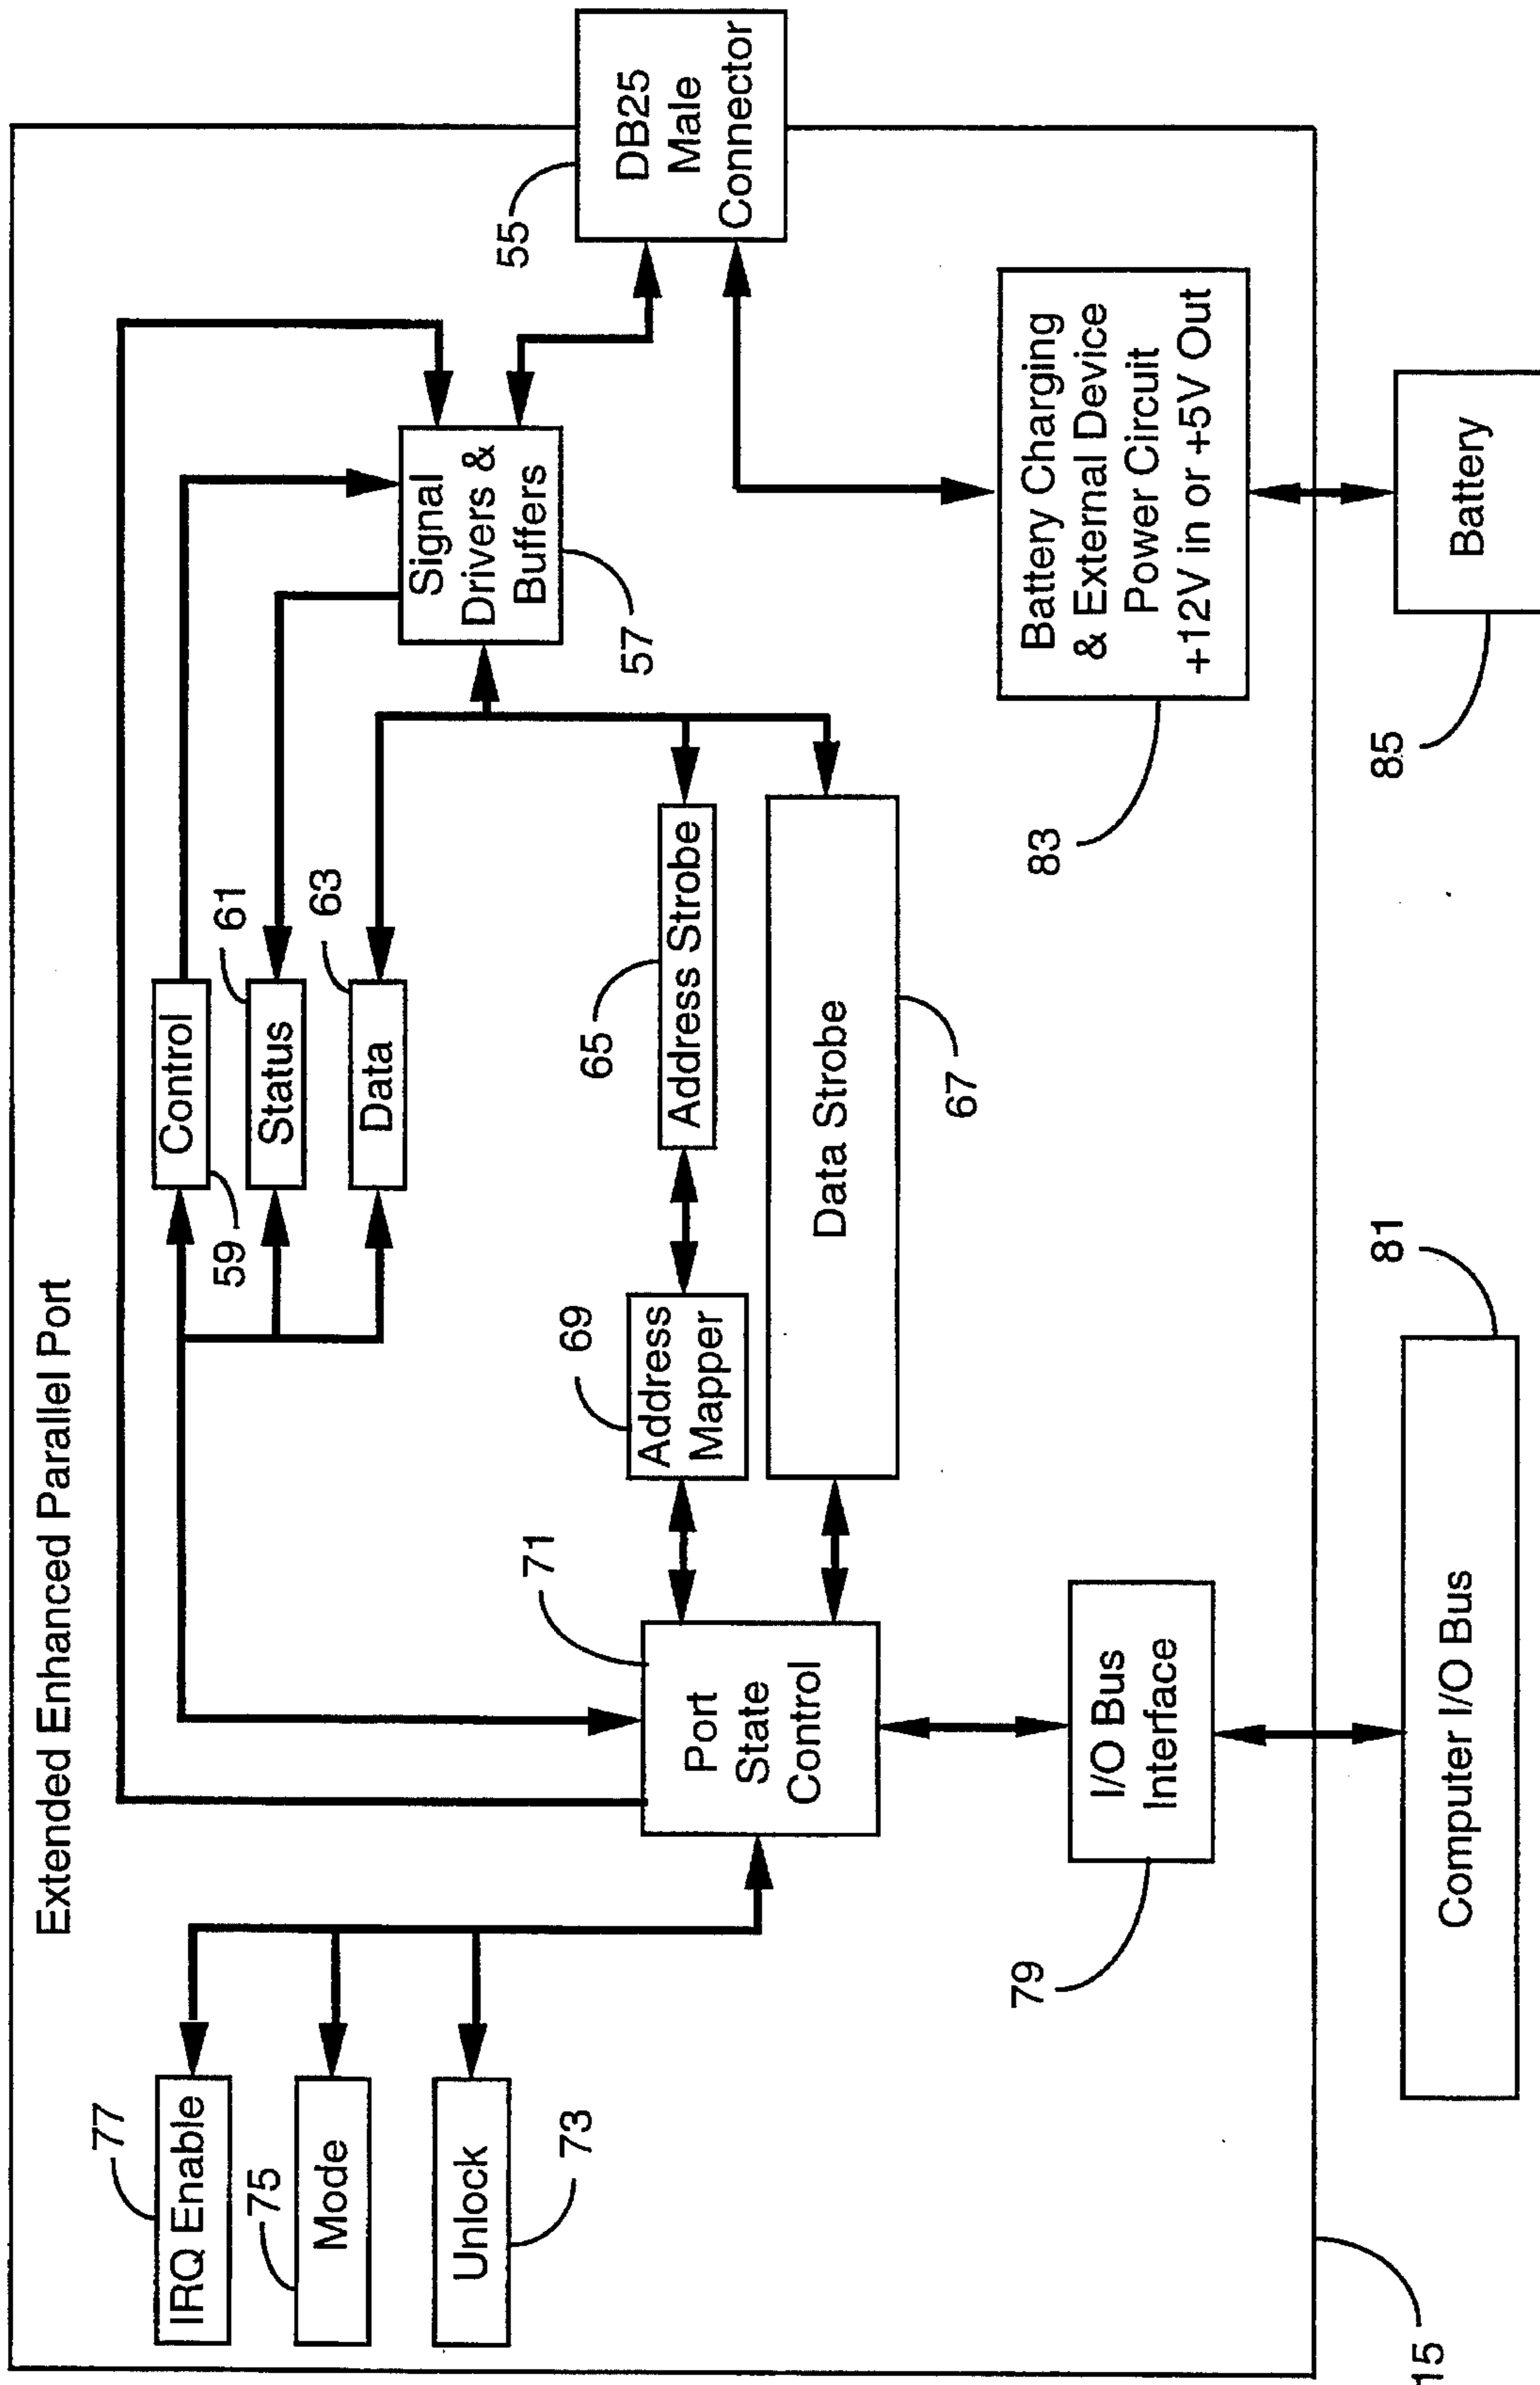 Extended Enhanced Parallel Port
77
IRQ Enable
75
Mode
Unlock
73
Control
59
61
Status
63
Data
Signal
Drivers &
Buffers
57
55
DB25
Male
Connector
65
Address Strobe
69
Address
Mapper
Data Strobe
67
71
Port
State
Control
79
I/O Bus
Interface
Battery Charging
& External Device
Power Circuit
+12V in or +5V Out
83
81
Computer I/O Bus
85
Battery
15